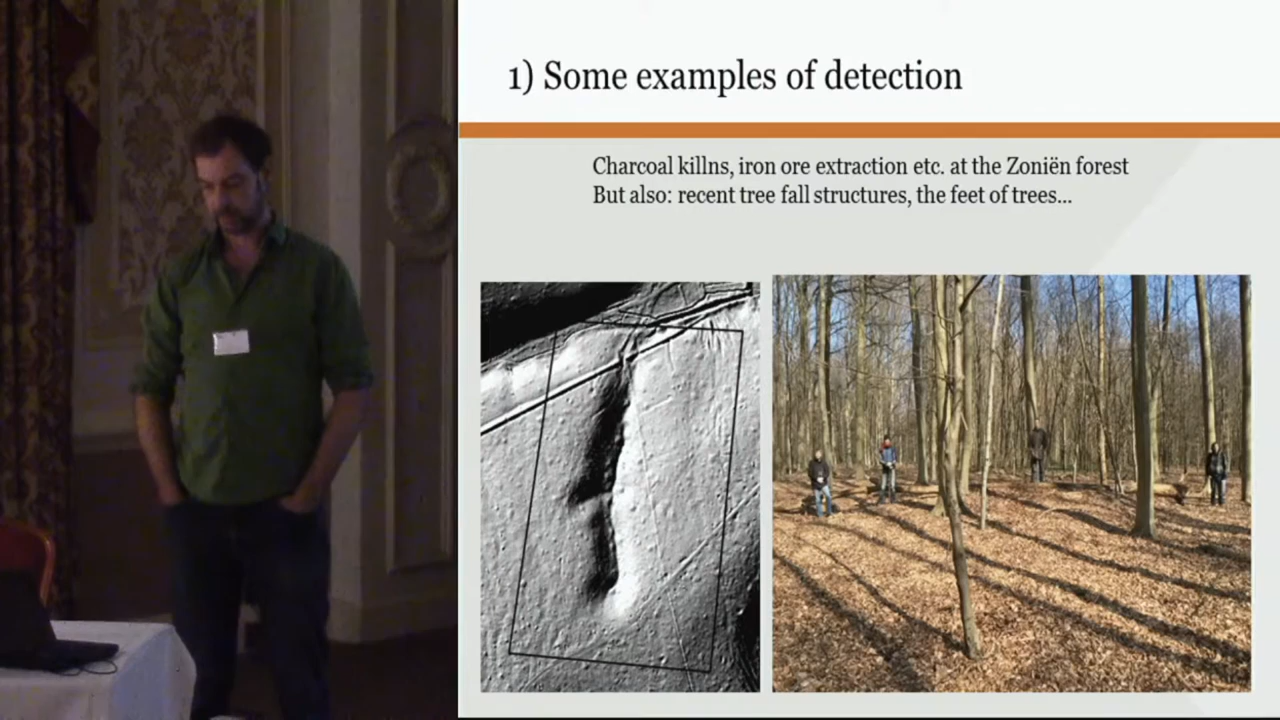 1) Some examples of detection
Charcoal killns, iron ore extraction etc. at the Zoniën forest
But also: recent tree fall structures, the feet of trees...